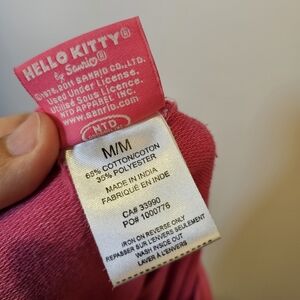 HELLO KITTY®
by Sanrio®
©1976, 2011 SANRIO CO., LTD.
Used Under License.
Utilisé Sous Licence.
NTD APPAREL INC.
www.sanrio.com
NTD
M/M
65% COTTON/COTON
35% POLYESTER
MADE IN INDIA
FABRIQUÉ EN INDE
CA# 33990
PO# 1000776
IRON ON REVERSE ONLY
REPASSER SUR L'ENVERS SEULEMENT
WASH INSIDE OUT
LAVER À L'ENVERS